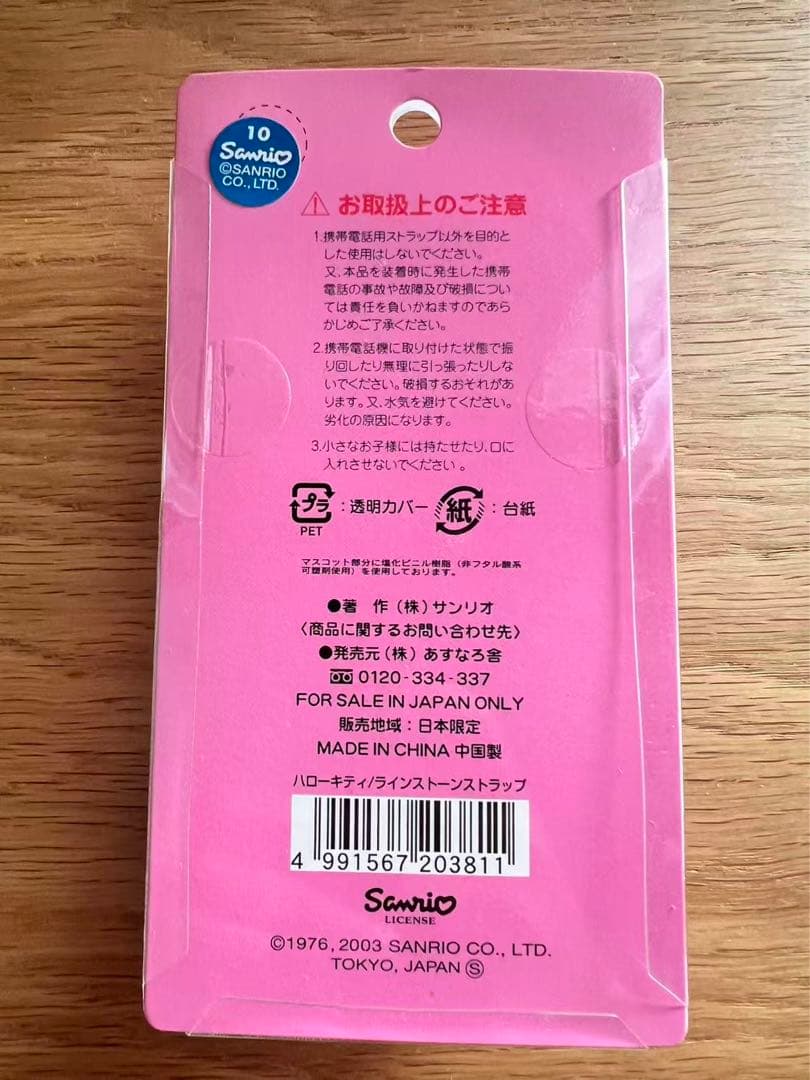 10
Sanrio
©SANRIO
CO., LTD.
お取扱上のご注意
1.携帯電話用ストラップ以外を目的と
した使用はしないでください。
又、本品を装着時に発生した携帯
電話の事故や故障及び破損につい
ては責任を負いかねますのであら
かじめご了承ください。
2.携帯電話機に取り付けた状態で振
り回したり無理に引っ張ったりしな
いでください。破損するおそれがあ
ります。又、水気を避けてください。
劣化の原因になります。
3.小さなお子様には持たせたり、口に
入れさせないでください。
プラ :透明カバー 紙 :台紙
PET
マスコット部分に塩化ビニル樹脂(非フタル酸系
可塑剤使用)を使用しております。
●著 作(株)サンリオ
〈商品に関するお問い合わせ先〉
●発売元(株)あすなろ舎
0120-334-337
FOR SALE IN JAPAN ONLY
販売地域:日本限定
MADE IN CHINA 中国製
ハローキティ/ラインストーンストラップ
4 991567 203811
Sanrio
LICENSE
©1976, 2003 SANRIO CO., LTD.
TOKYO, JAPAN Ⓢ